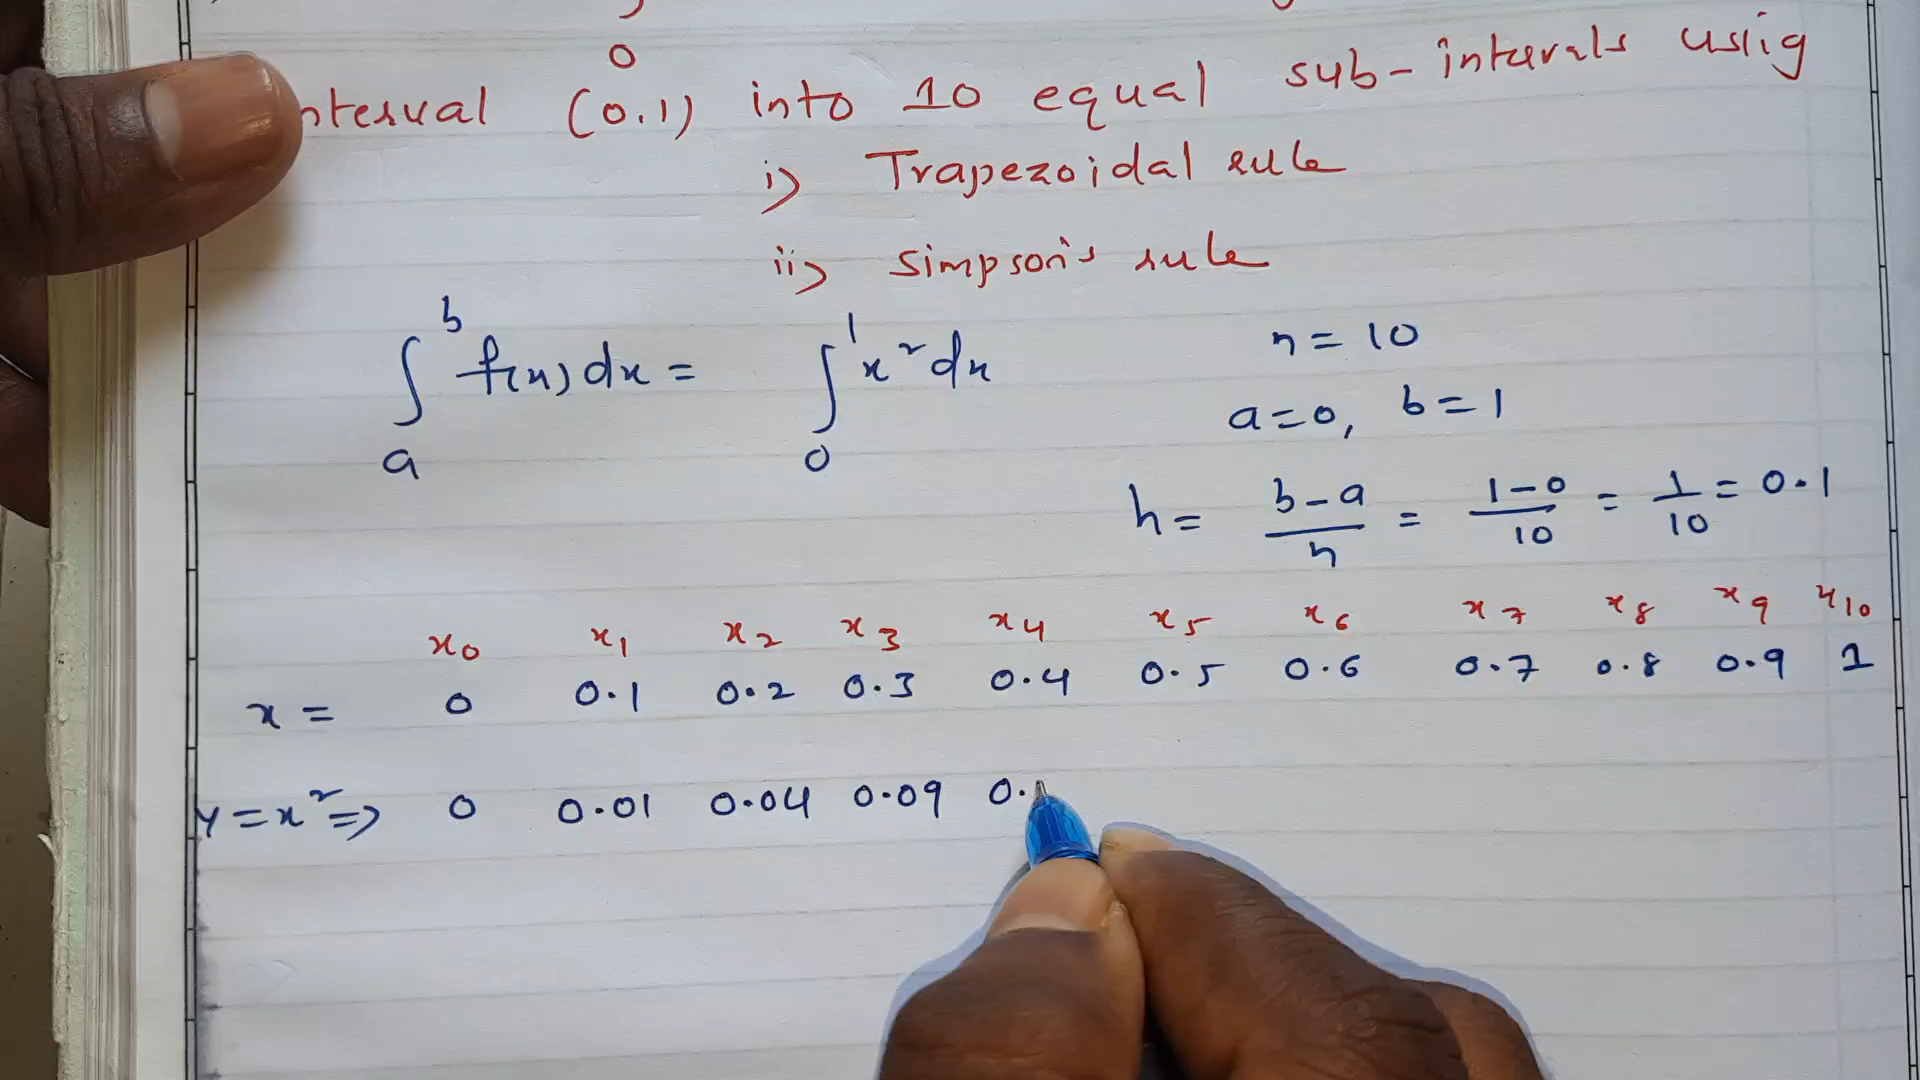 0
interval (0.1) into 10 equal sub-intervals usig
i) Trapezoidal rule
ii) Simpson's rule
∫ₐᵇ f(x) dx = ∫₀¹ x² dx
n = 10
a=0, b=1
h = (b-a)/n = (1-0)/10 = 1/10 = 0.1
x₀ x₁ x₂ x₃ x₄ x₅ x₆ x₇ x₈ x₉ x₁₀
x = 0 0.1 0.2 0.3 0.4 0.5 0.6 0.7 0.8 0.9 1
y = x² ⇒ 0 0.01 0.04 0.09 0.